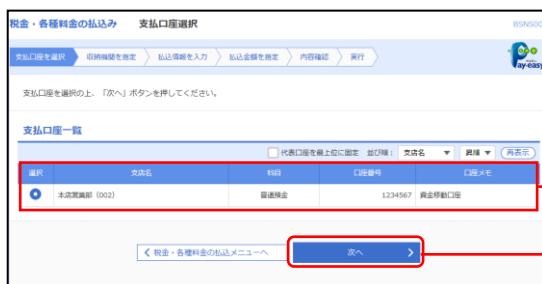 税金・各種料金の払込み 支払口座選択 BSNS00
支払口座を選択 収納機関を指定 払込情報を入力 払込金額を指定 内容確認 実行
Pay-easy
支払口座を選択の上、「次へ」ボタンを押してください。
支払口座一覧
代表口座を最上位に固定 並び順： 支店名 ▼ 昇順 ▼ 再表示
選択 支店名 科目 口座番号 口座メモ
本店営業部（002） 普通預金 1234567 資金移動口座
税金・各種料金の払込メニューへ 次へ